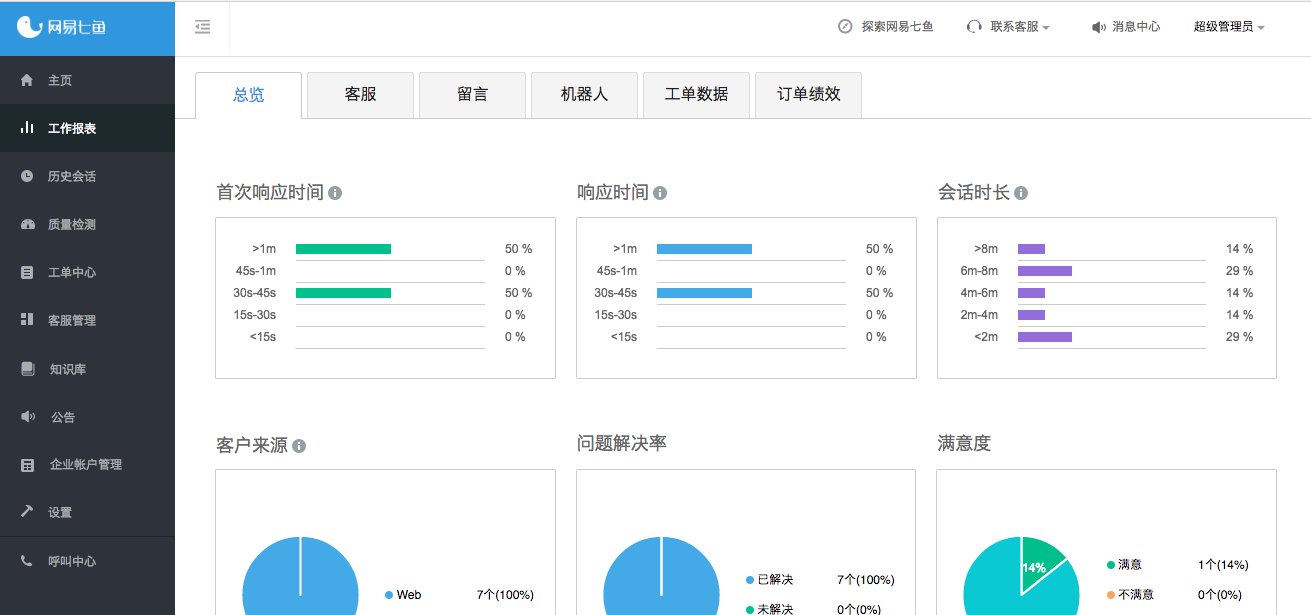 网易七鱼
探索网易七鱼 联系客服 消息中心 超级管理员
主页
工作报表
历史会话
质量检测
工单中心
客服管理
知识库
公告
企业帐户管理
设置
呼叫中心
总览 客服 留言 机器人 工单数据 订单绩效
首次响应时间
>1m 50 %
45s-1m 0 %
30s-45s 50 %
15s-30s 0 %
<15s 0 %
响应时间
>1m 50 %
45s-1m 0 %
30s-45s 50 %
15s-30s 0 %
<15s 0 %
会话时长
>8m 14 %
6m-8m 29 %
4m-6m 14 %
2m-4m 14 %
<2m 29 %
客户来源
Web 7个(100%)
问题解决率
已解决 7个(100%)
未解决 0个(0%)
满意度
14%
满意 1个(14%)
不满意 0个(0%)